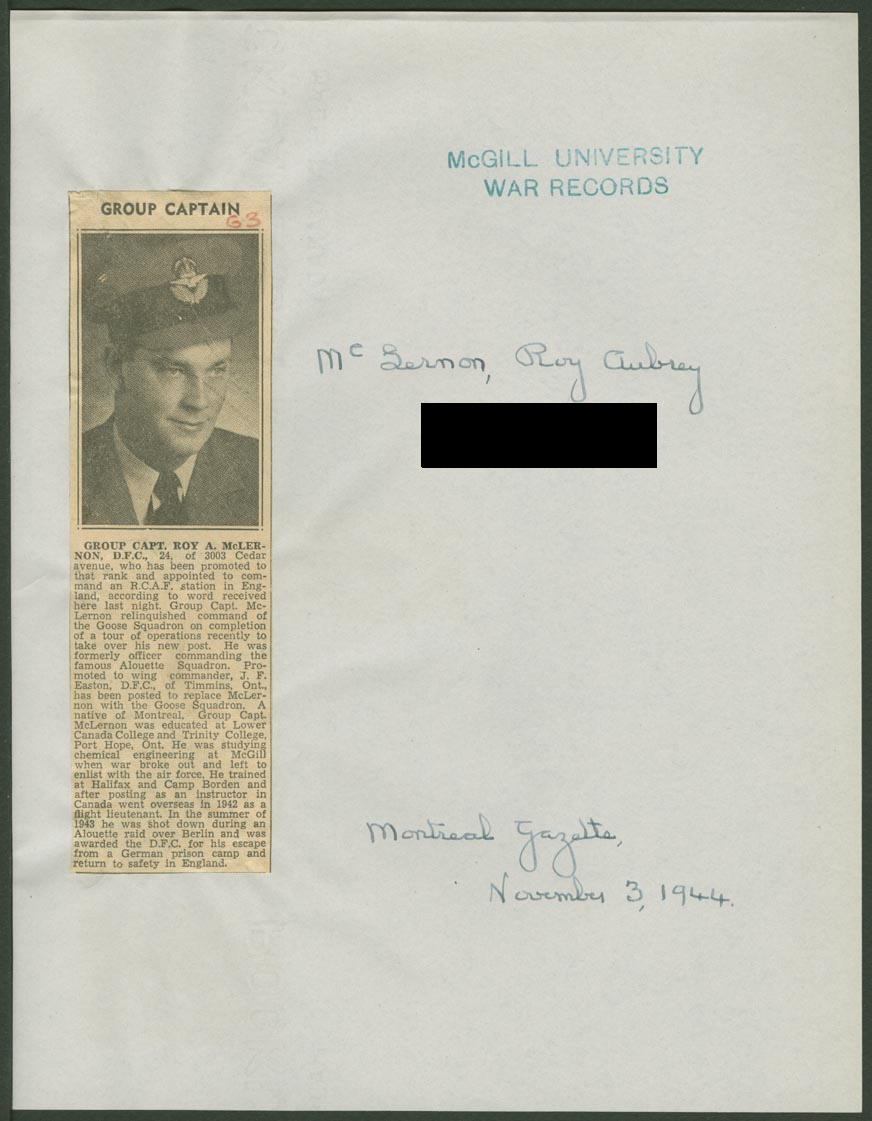 McGILL UNIVERSITY
WAR RECORDS
GROUP CAPTAIN
G3
Mc Lernon, Roy Aubrey
GROUP CAPT. ROY A. McLER-
NON, D.F.C., 24, of 3003 Cedar
avenue, who has been promoted to
that rank and appointed to com-
mand an R.C.A.F. station in Eng-
land, according to word received
here last night. Group Capt. Mc-
Lernon relinquished command of
the Goose Squadron on completion
of a tour of operations recently to
take over his new post. He was
formerly officer commanding the
famous Alouette Squadron. Pro-
moted to wing commander, J. F.
Easton, D.F.C., of Timmins, Ont.,
has been posted to replace McLer-
non with the Goose Squadron. A
native of Montreal, Group Capt.
McLernon was educated at Lower
Canada College and Trinity College,
Port Hope, Ont. He was studying
chemical engineering at McGill
when war broke out and left to
enlist with the air force. He trained
at Halifax and Camp Borden and
after posting as an instructor in
Canada went overseas in 1942 as a
flight lieutenant. In the summer of
1943 he was shot down during an
Alouette raid over Berlin and was
awarded the D.F.C. for his escape
from a German prison camp and
return to safety in England.
Montreal Gazette,
November 3, 1944.